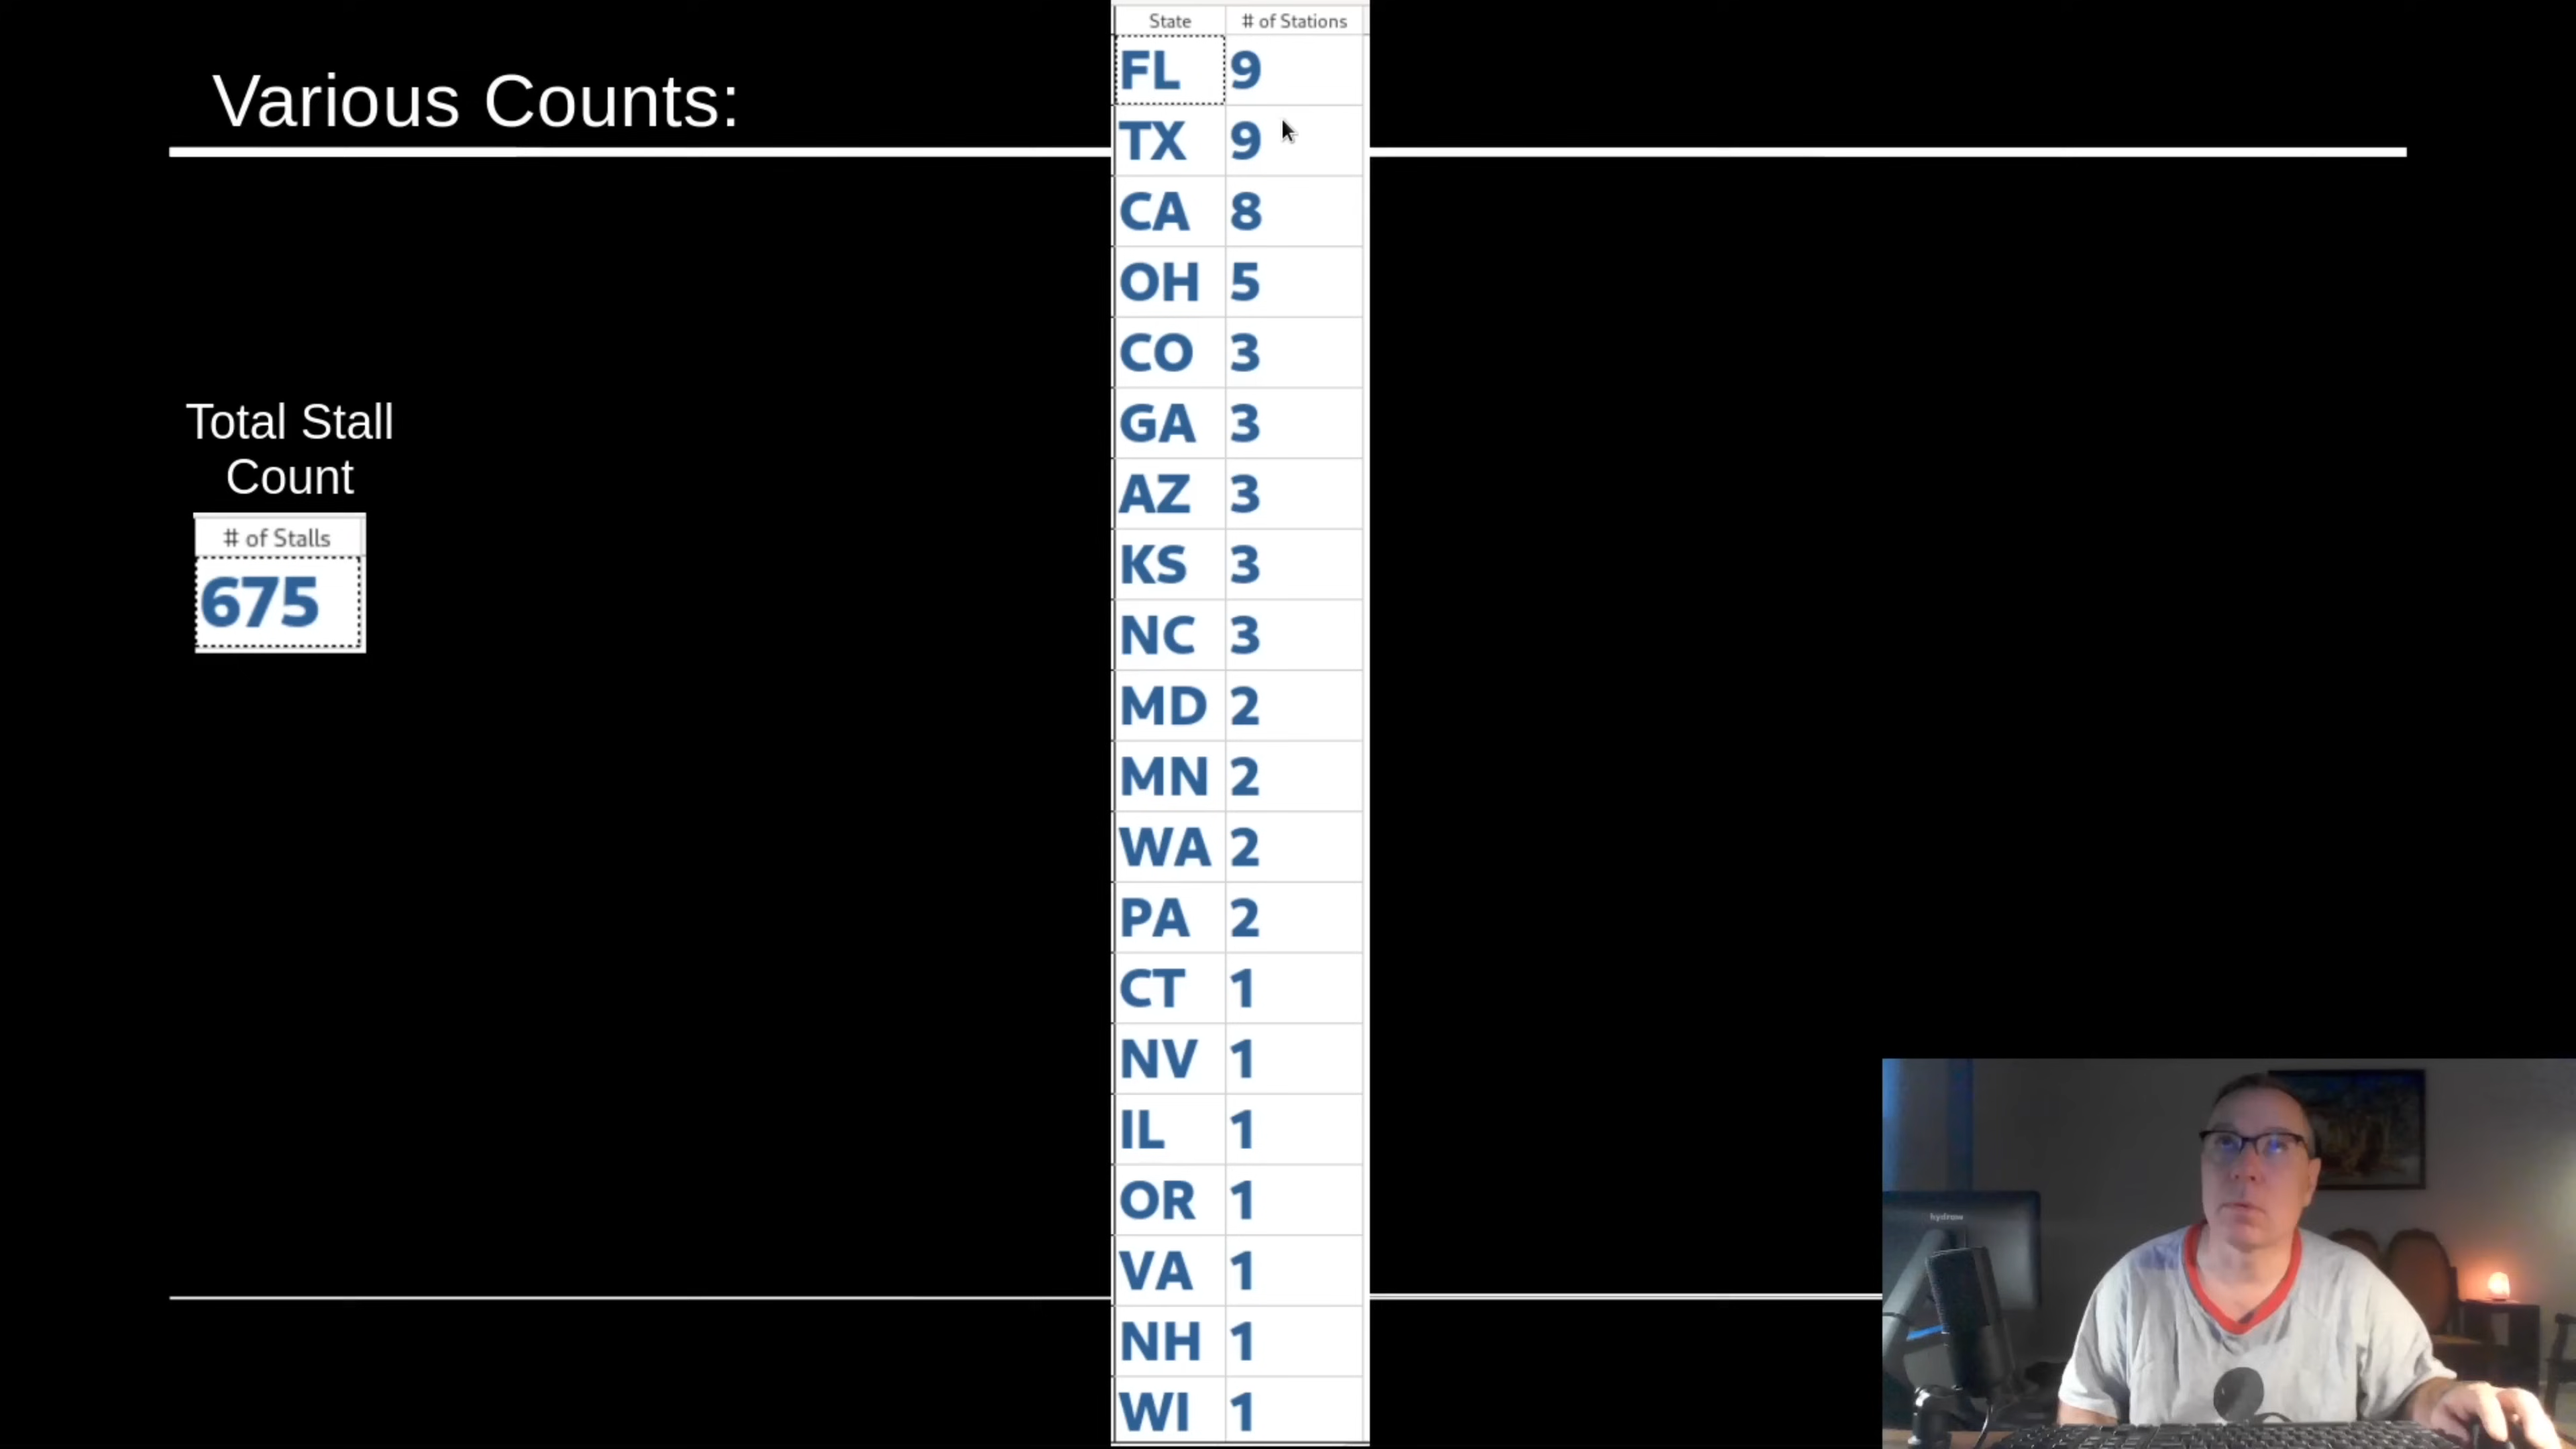 Various Counts:
Total Stall
Count
# of Stalls
675
State # of Stations
FL 9
TX 9
CA 8
OH 5
CO 3
GA 3
AZ 3
KS 3
NC 3
MD 2
MN 2
WA 2
PA 2
CT 1
NV 1
IL 1
OR 1
VA 1
NH 1
WI 1